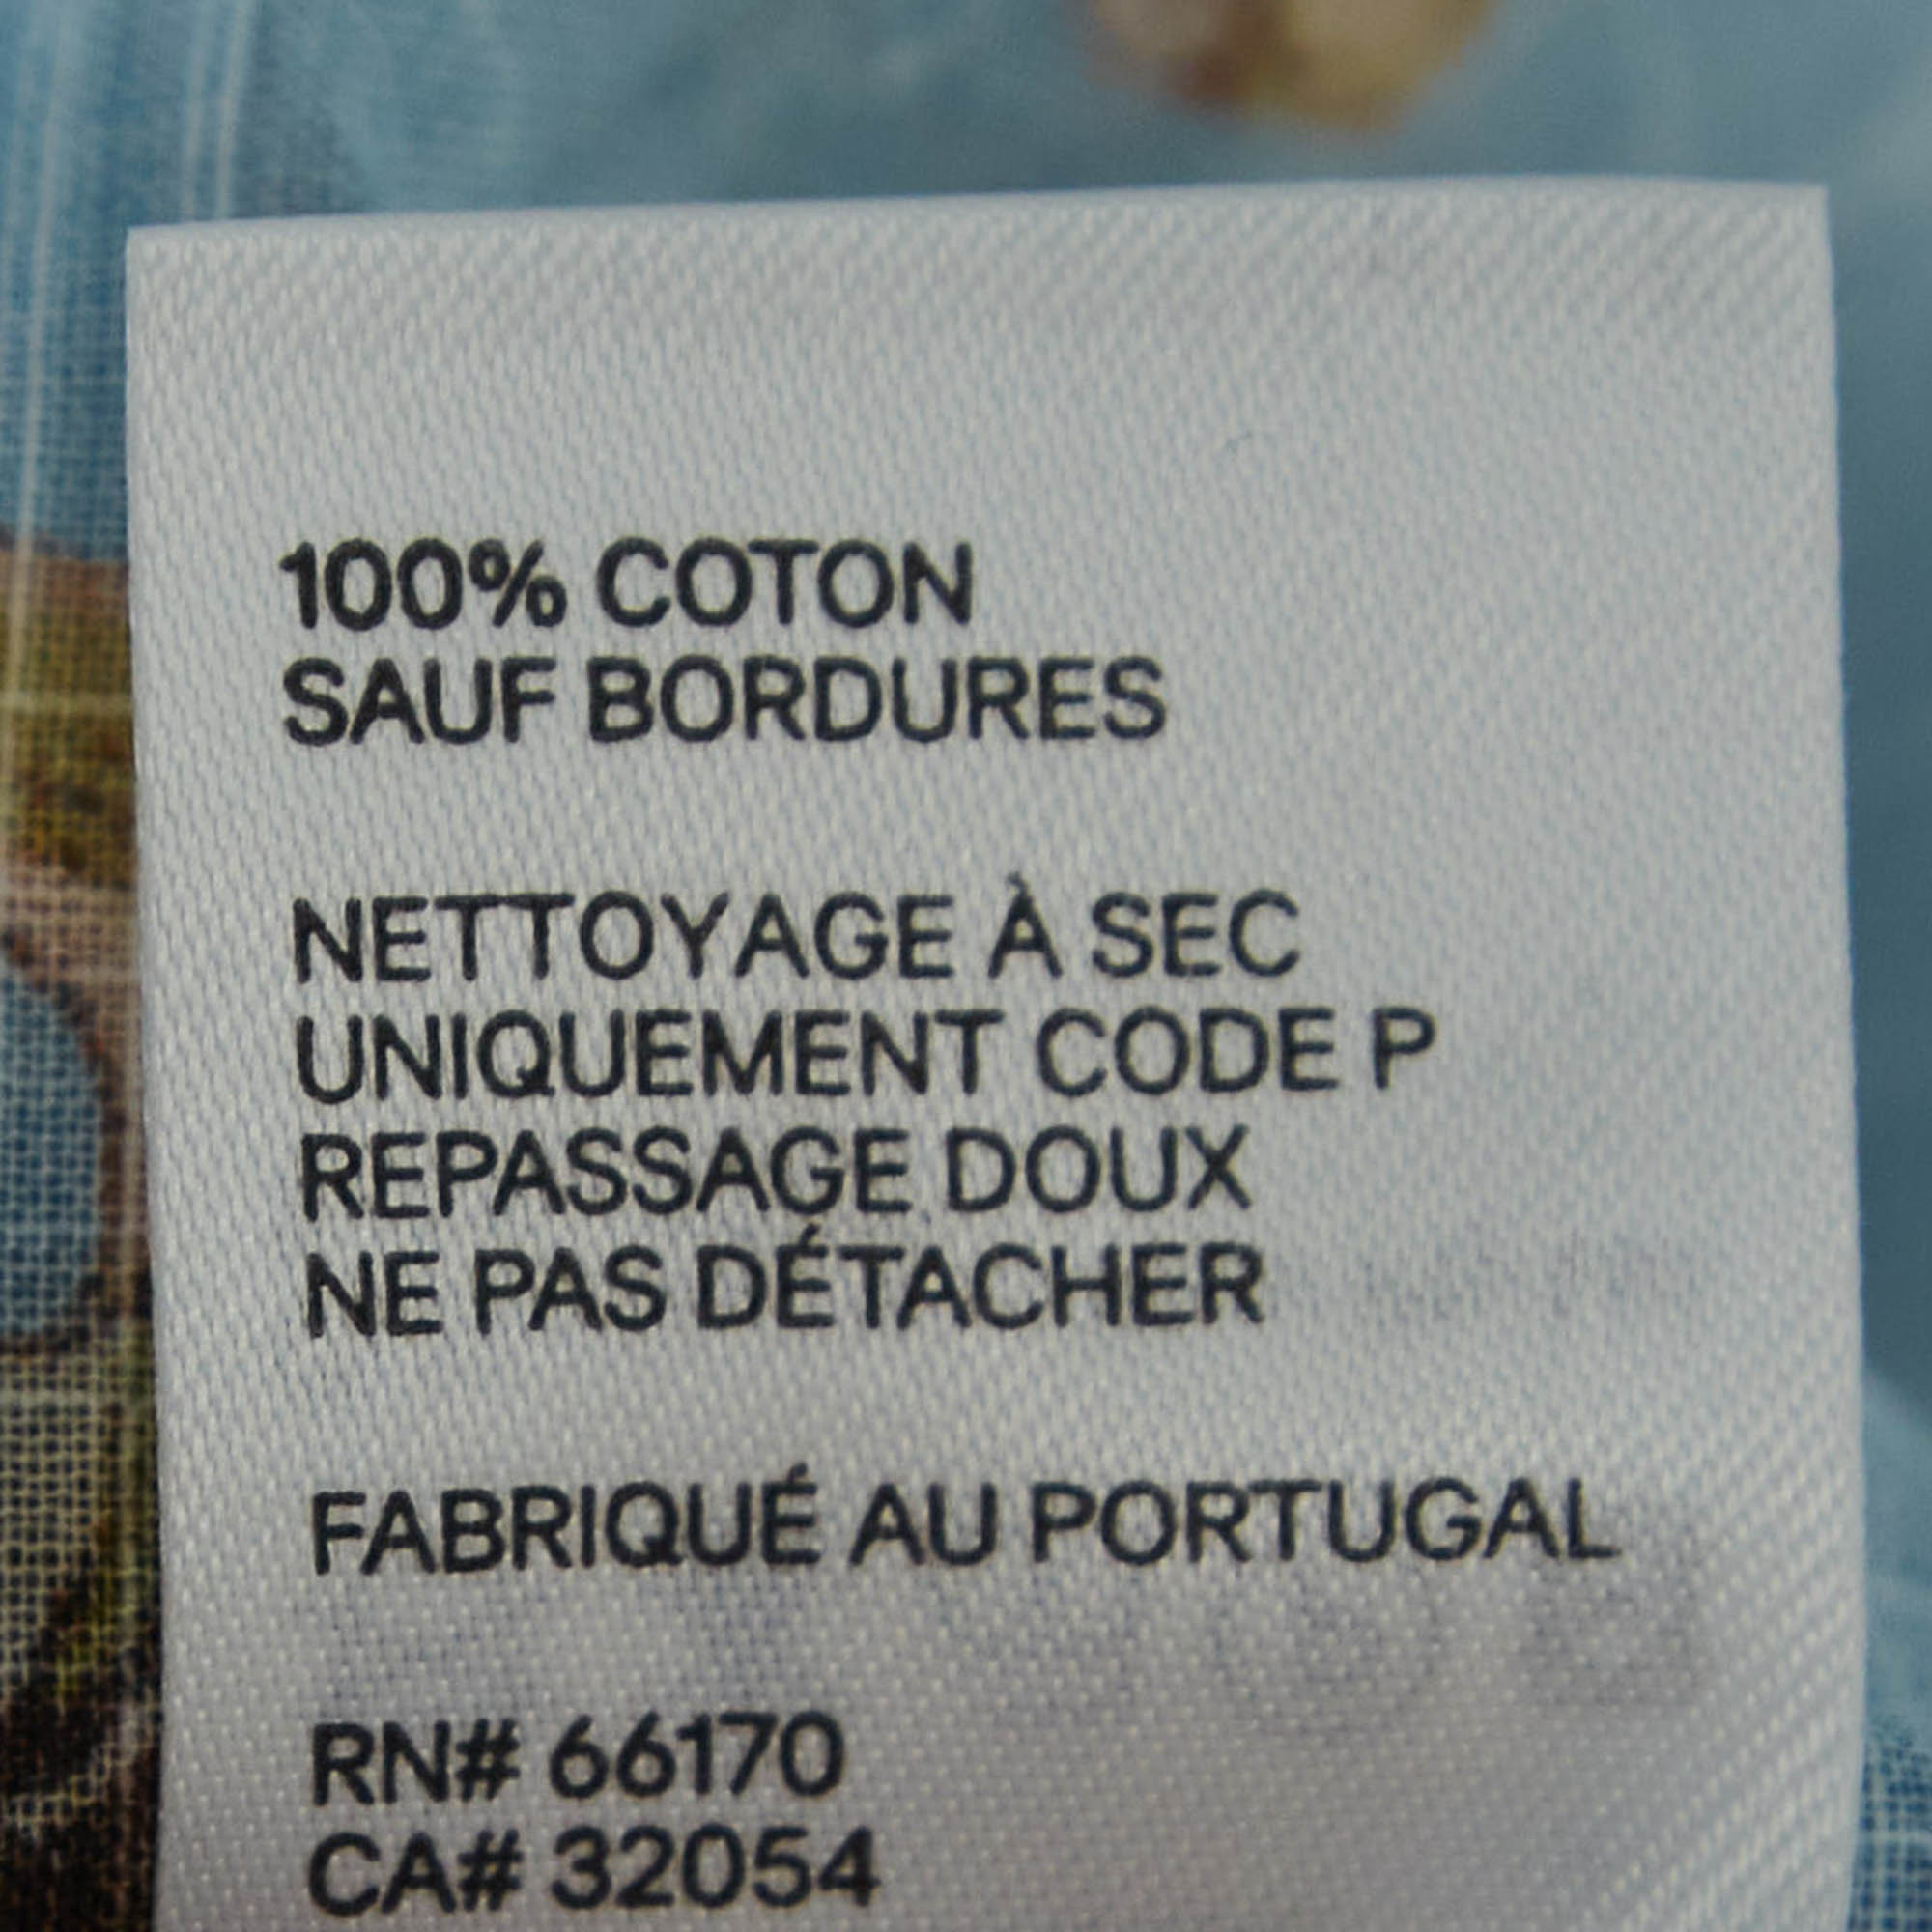 100% COTON
SAUF BORDURES
NETTOYAGE À SEC
UNIQUEMENT CODE P
REPASSAGE DOUX
NE PAS DÉTACHER
FABRIQUÉ AU PORTUGAL
RN# 66170
CA# 32054